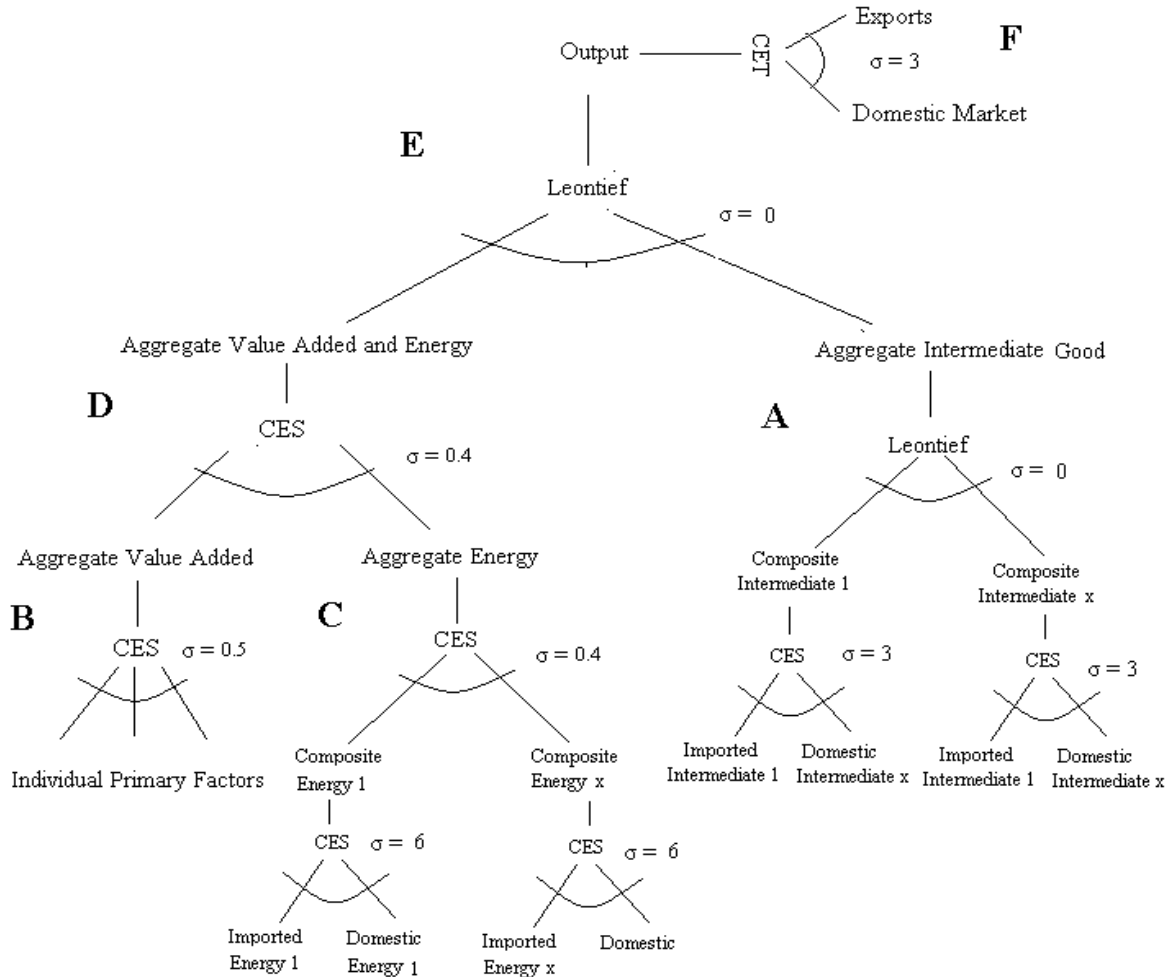 Exports
F
Output
CET
σ = 3
Domestic Market
E
Leontief
σ = 0
Aggregate Value Added and Energy
Aggregate Intermediate Good
D
CES
σ = 0.4
A
Leontief
σ = 0
Aggregate Value Added
Aggregate Energy
Composite
Intermediate 1
Composite
Intermediate x
B
CES
σ = 0.5
C
CES
σ = 0.4
CES
σ = 3
CES
σ = 3
Individual Primary Factors
Composite
Energy 1
Composite
Energy x
Imported
Intermediate 1
Domestic
Intermediate x
Imported
Intermediate 1
Domestic
Intermediate x
CES
σ = 6
CES
σ = 6
Imported
Energy 1
Domestic
Energy 1
Imported
Energy x
Domestic